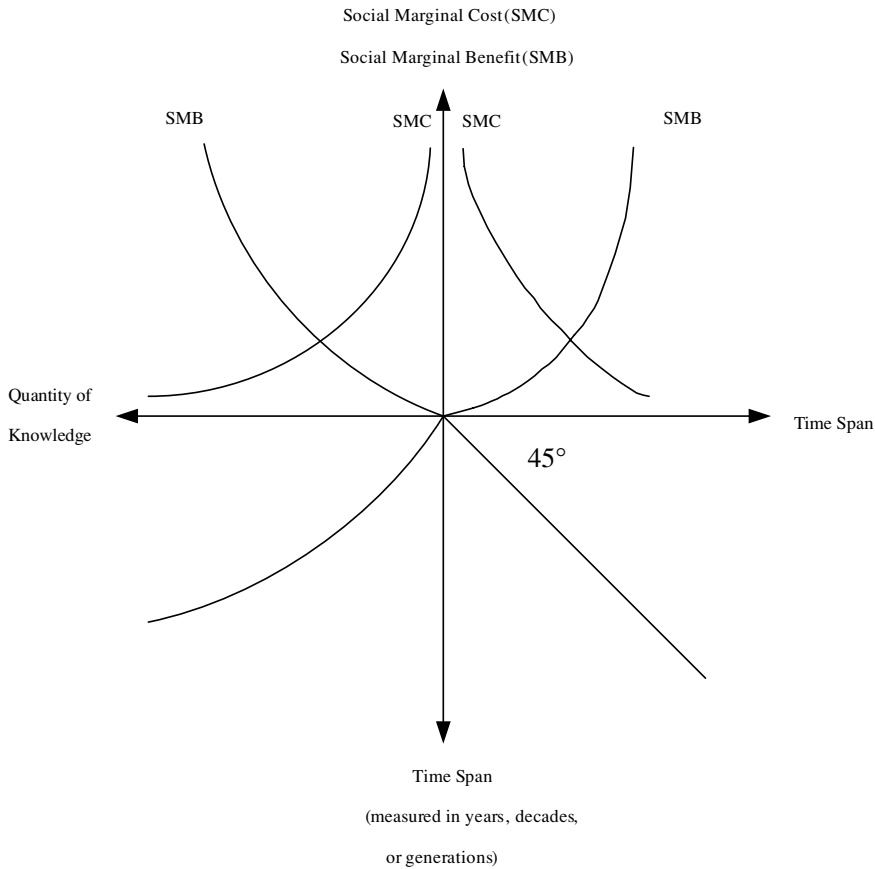 Social Marginal Cost(SMC)
Social Marginal Benefit(SMB)
SMB
SMC
SMC
SMB
Quantity of
Knowledge
Time Span
45°
Time Span
(measured in years, decades,
or generations)